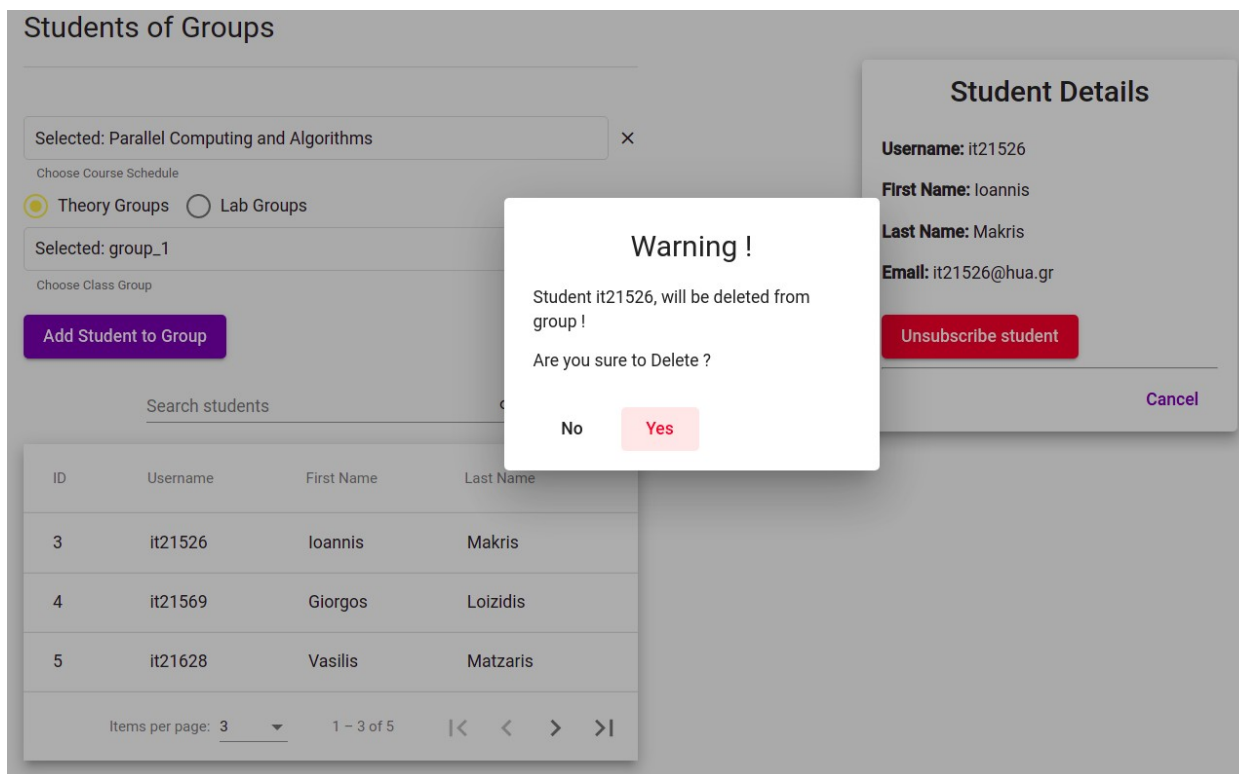 Students of Groups
Selected: Parallel Computing and Algorithms
Choose Course Schedule
Theory Groups Lab Groups
Selected: group_1
Choose Class Group
Add Student to Group
Search students
ID Username First Name Last Name
3 it21526 Ioannis Makris
4 it21569 Giorgos Loizidis
5 it21628 Vasilis Matzaris
Items per page: 3 1 – 3 of 5
Warning !
Student it21526, will be deleted from
group !
Are you sure to Delete ?
No Yes
Student Details
Username: it21526
First Name: Ioannis
Last Name: Makris
Email: it21526@hua.gr
Unsubscribe student
Cancel